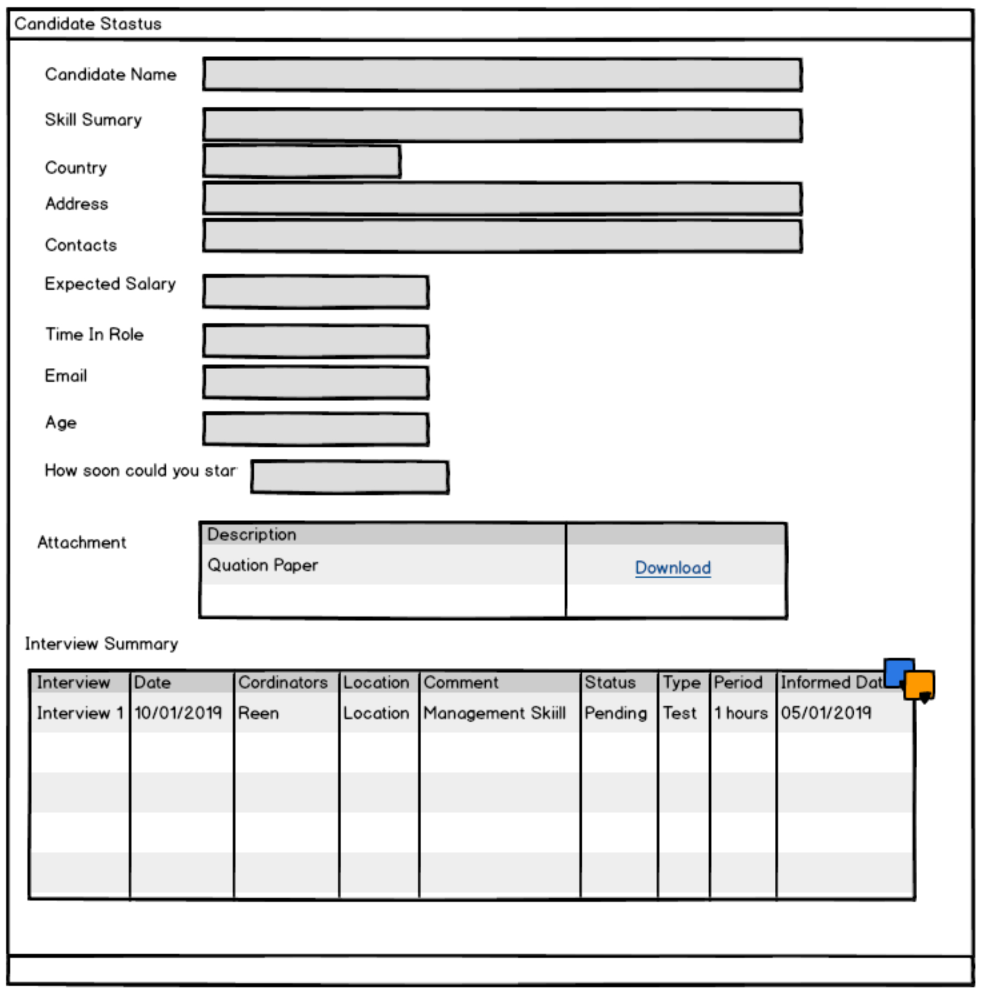 Candidate Stastus
Candidate Name
Skill Sumary
Country
Address
Contacts
Expected Salary
Time In Role
Email
Age
How soon could you star
Attachment
Description
Quation Paper Download
Interview Summary
Interview Date Cordinators Location Comment Status Type Period Informed Dat
Interview 1 10/01/2019 Reen Location Management Skiill Pending Test 1 hours 05/01/2019